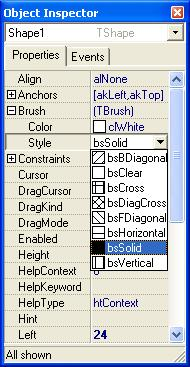 Object Inspector
Shape1 TShape
Properties Events
Align alNone
Anchors [akLeft,akTop]
Brush (TBrush)
Color clWhite
Style bsSolid
Constraints bsBDiagonal
bsClear
Cursor bsCross
DragCursor bsDiagCross
DragKind bsFDiagonal
DragMode bsHorizontal
Enabled bsSolid
Height bsVertical
HelpContext
HelpKeyword
HelpType htContext
Hint
Left 24
All shown